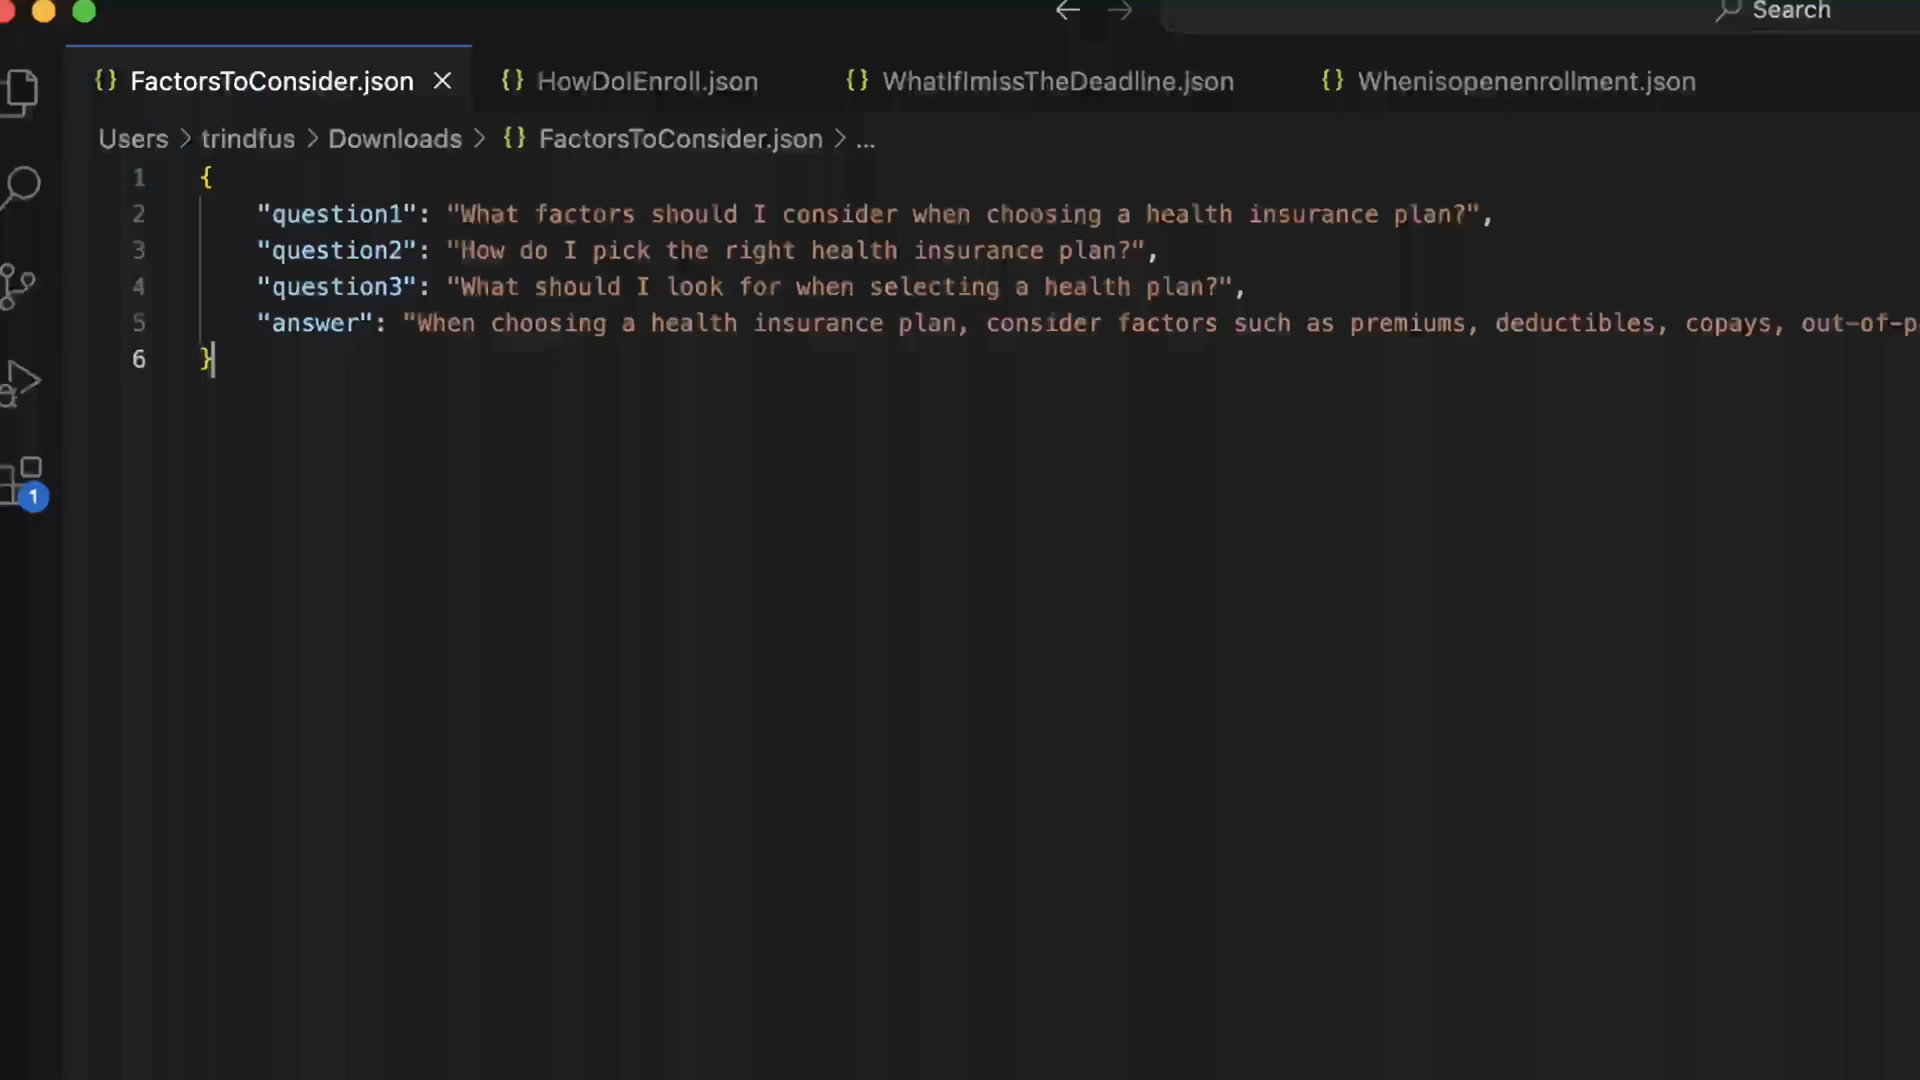 Search
{} FactorsToConsider.json × {} HowDoIEnroll.json {} WhatIfImissTheDeadline.json {} Whenisopenenrollment.json
Users > trindfus > Downloads > {} FactorsToConsider.json > ...
1 {
2 "question1": "What factors should I consider when choosing a health insurance plan?",
3 "question2": "How do I pick the right health insurance plan?",
4 "question3": "What should I look for when selecting a health plan?",
5 "answer": "When choosing a health insurance plan, consider factors such as premiums, deductibles, copays, out-of-p
6 }
1